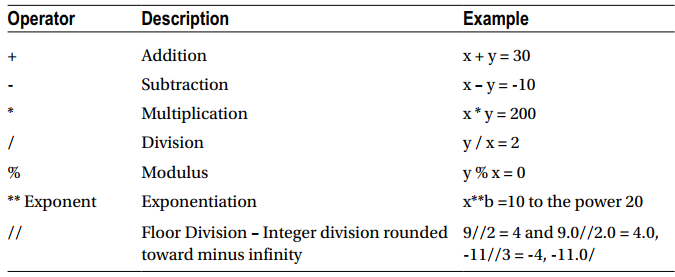 Operator Description Example
+ Addition x + y = 30
- Subtraction x – y = -10
* Multiplication x * y = 200
/ Division y / x = 2
% Modulus y % x = 0
** Exponent Exponentiation x**b =10 to the power 20
// Floor Division – Integer division rounded 9//2 = 4 and 9.0//2.0 = 4.0,
toward minus infinity -11//3 = -4, -11.0/